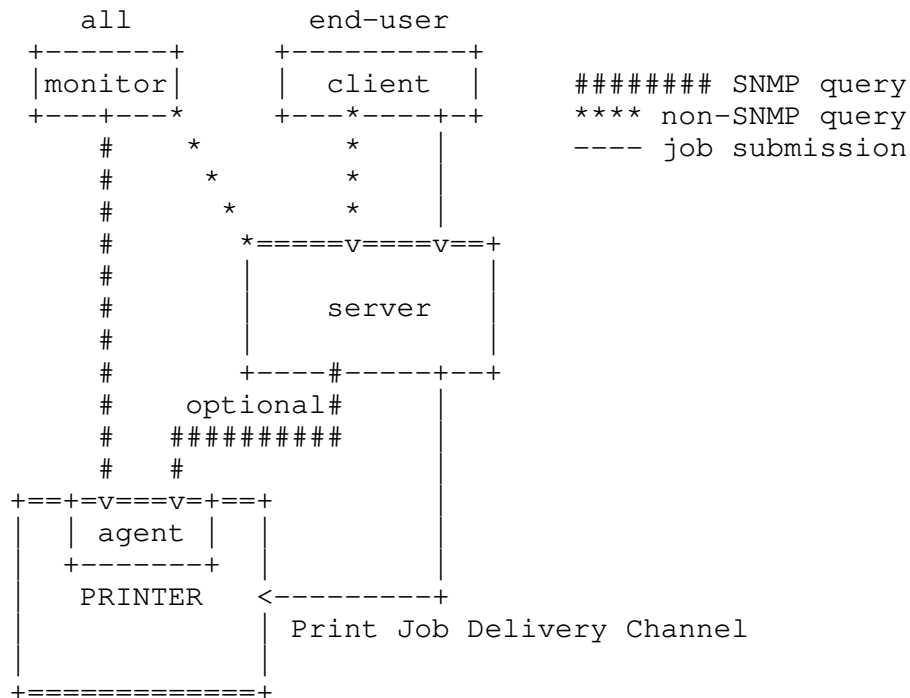 all end-user
monitor client ######## SNMP query
**** non-SNMP query
---- job submission
server
optional
agent
PRINTER
Print Job Delivery Channel